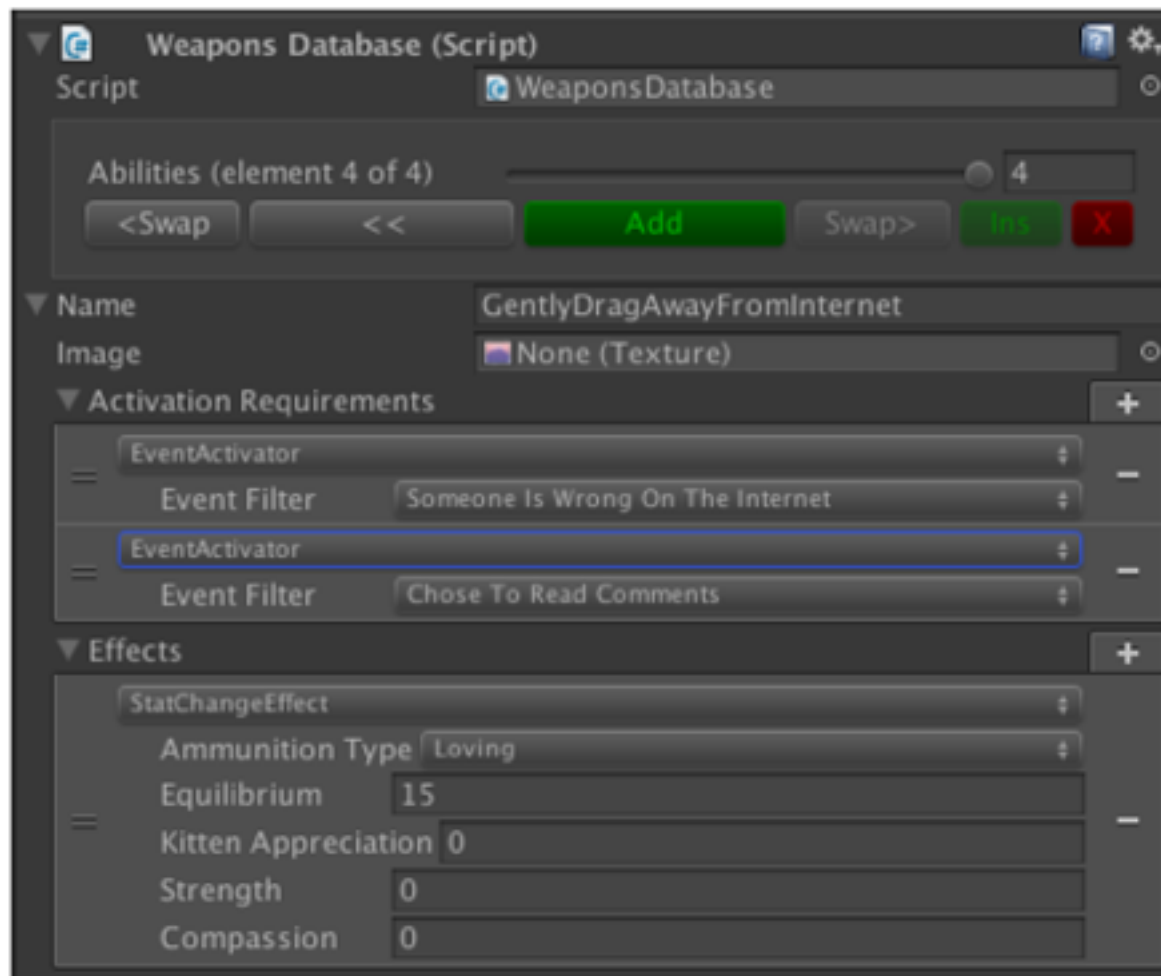 Weapons Database (Script)
Script WeaponsDatabase
Abilities (element 4 of 4) 4
<Swap << Add Swap> Ins X
Name GentlyDragAwayFromInternet
Image None (Texture)
Activation Requirements +
EventActivator
Event Filter Someone Is Wrong On The Internet
EventActivator
Event Filter Chose To Read Comments
Effects +
StatChangeEffect
Ammunition Type Loving
Equilibrium 15
Kitten Appreciation 0
Strength 0
Compassion 0